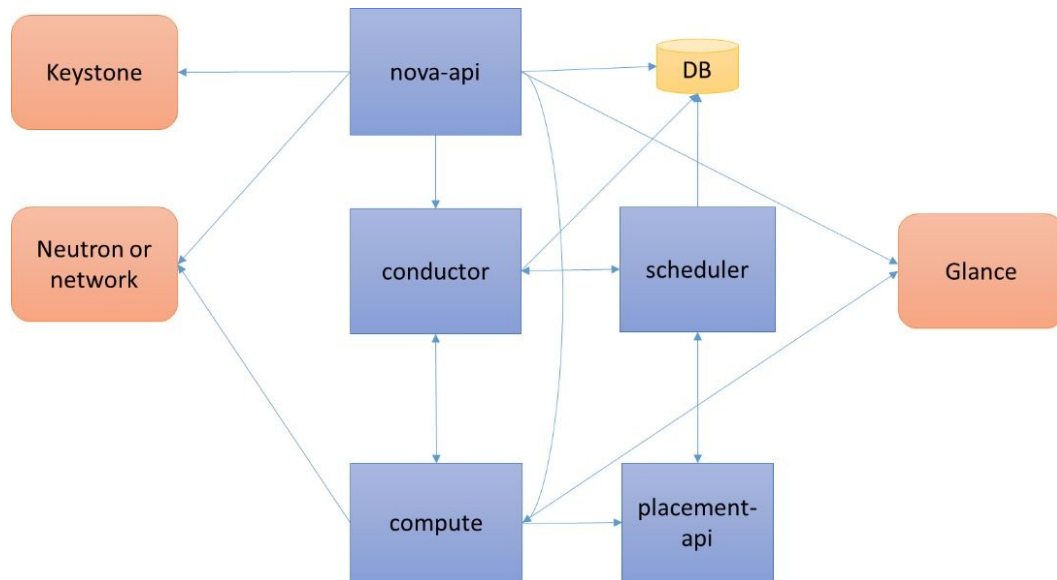 Keystone
nova-api
DB
Neutron or
network
conductor
scheduler
Glance
compute
placement-
api